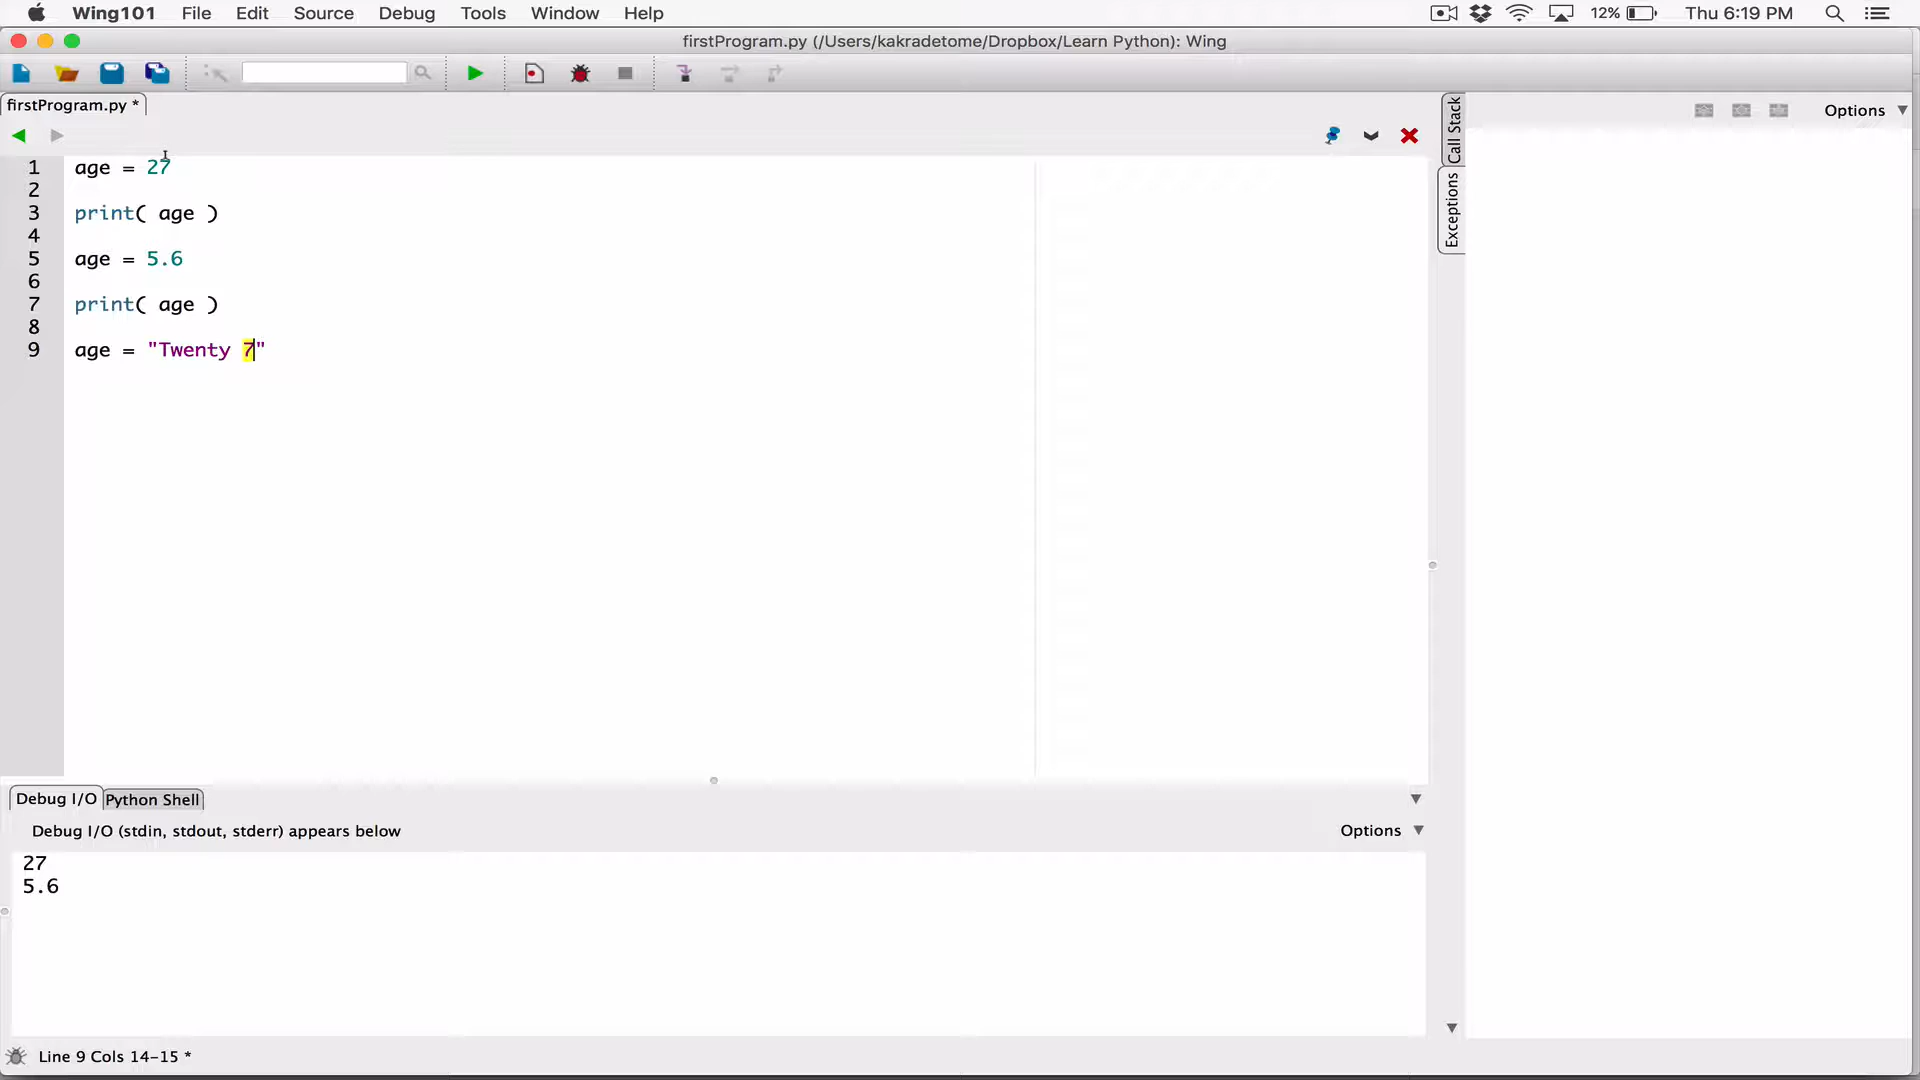 Wing101 File Edit Source Debug Tools Window Help 12% Thu 6:19 PM
firstProgram.py (/Users/kakradetome/Dropbox/Learn Python): Wing
firstProgram.py *
Options
Call Stack
Exceptions
1 age = 27
2
3 print( age )
4
5 age = 5.6
6
7 print( age )
8
9 age = "Twenty 7"
Debug I/O Python Shell
Debug I/O (stdin, stdout, stderr) appears below Options
27
5.6
Line 9 Cols 14-15 *